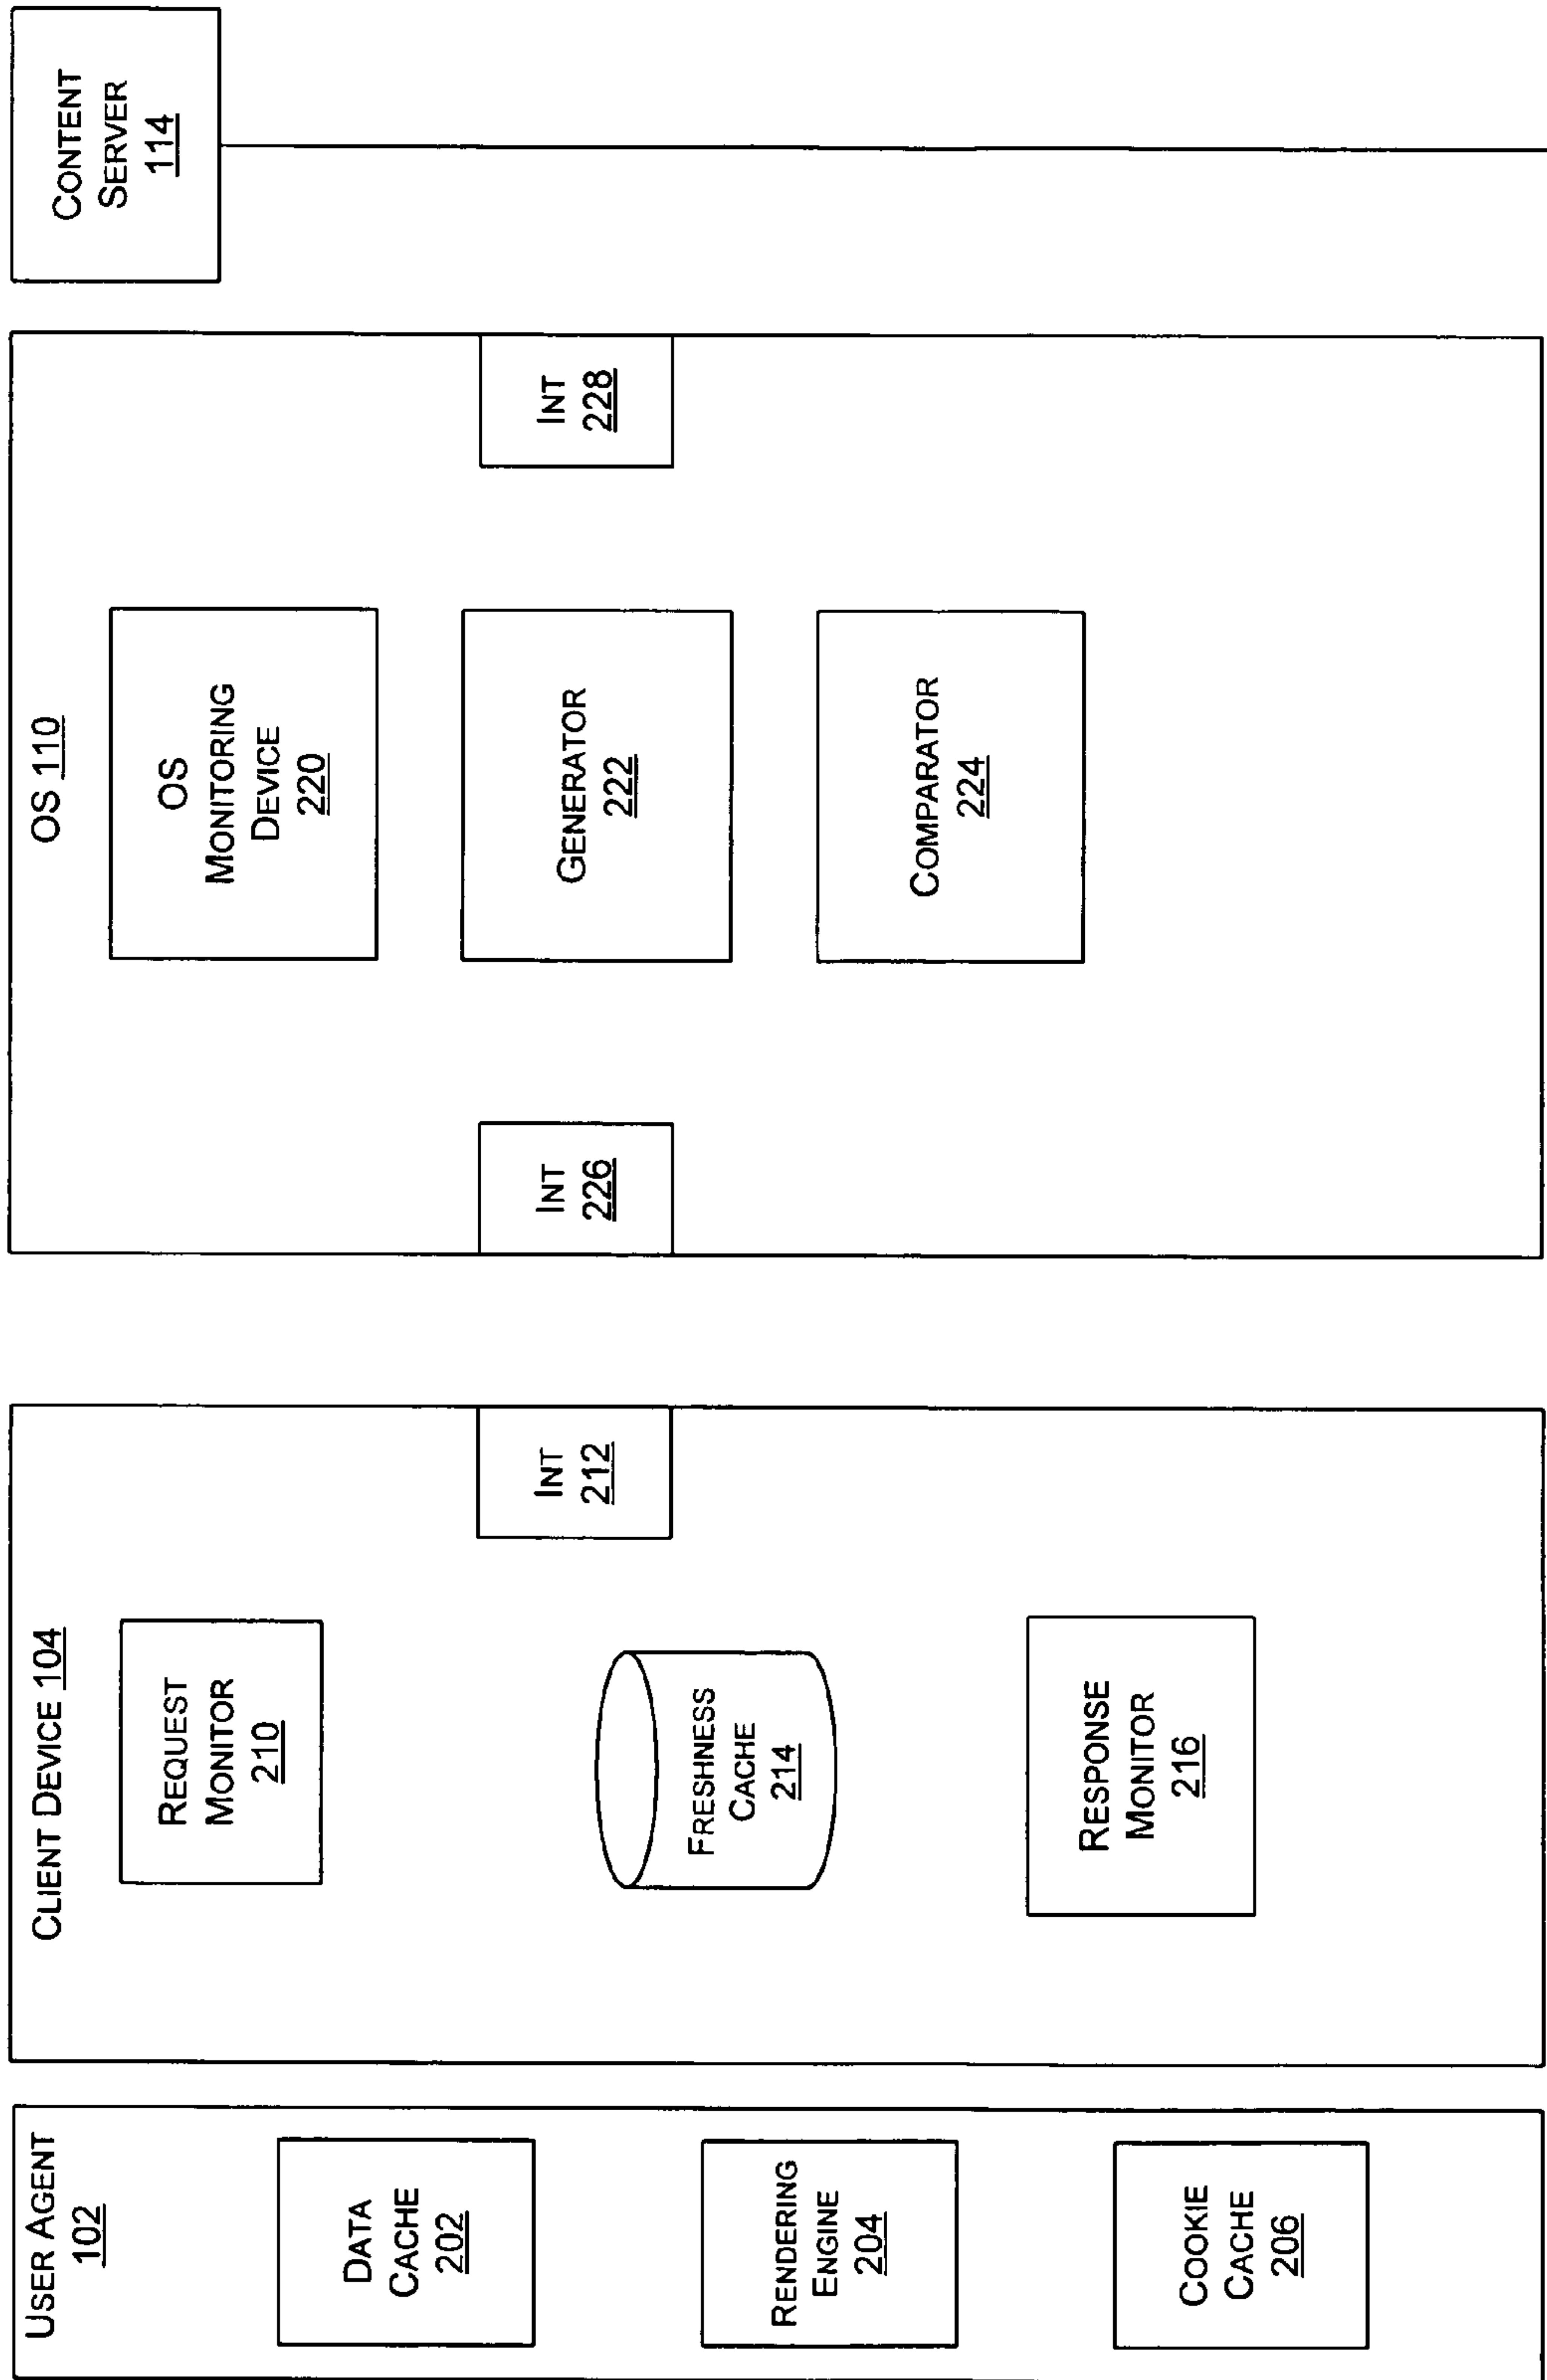 USER AGENT
102
DATA
CACHE
202
RENDERING
ENGINE
204
COOKIE
CACHE
206
CLIENT DEVICE 104
REQUEST
MONITOR
210
INT
212
FRESHNESS
CACHE
214
RESPONSE
MONITOR
216
OS 110
OS
MONITORING
DEVICE
220
INT
226
GENERATOR
222
INT
228
COMPARATOR
224
CONTENT
SERVER
114